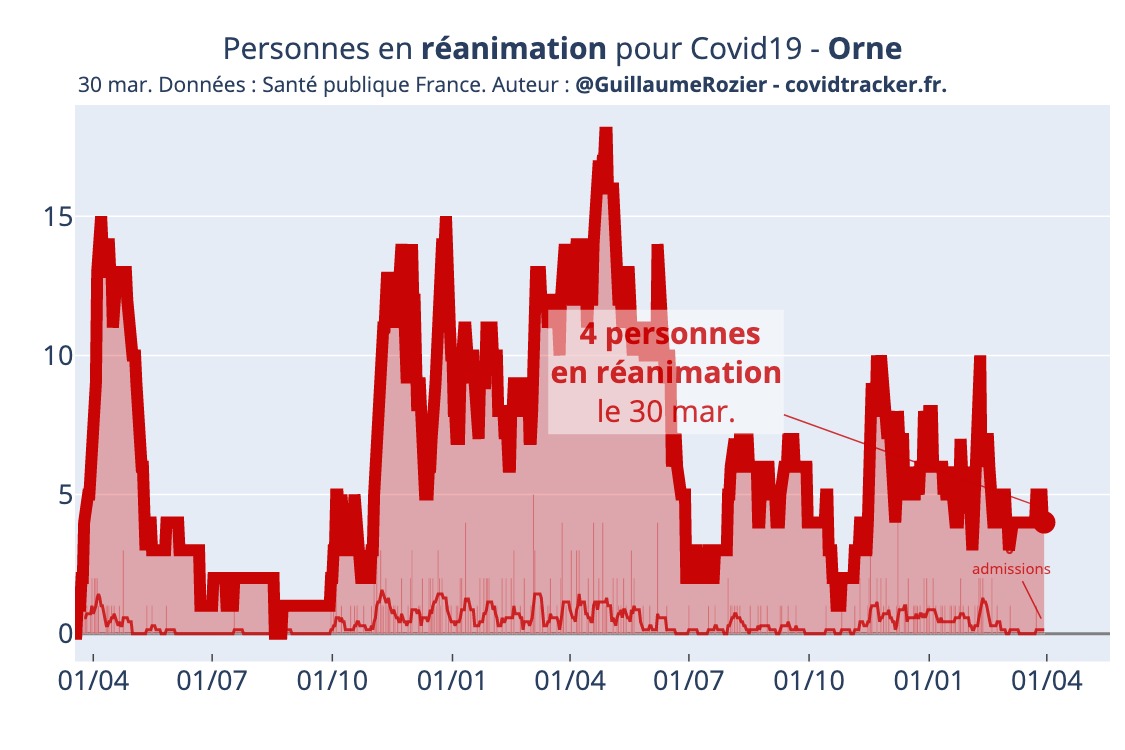 Personnes en réanimation pour Covid19 - Orne
30 mar. Données : Santé publique France. Auteur : @GuillaumeRozier - covidtracker.fr.
15
10
5
0
4 personnes
en réanimation
le 30 mar.
admissions
01/04 01/07 01/10 01/01 01/04 01/07 01/10 01/01 01/04